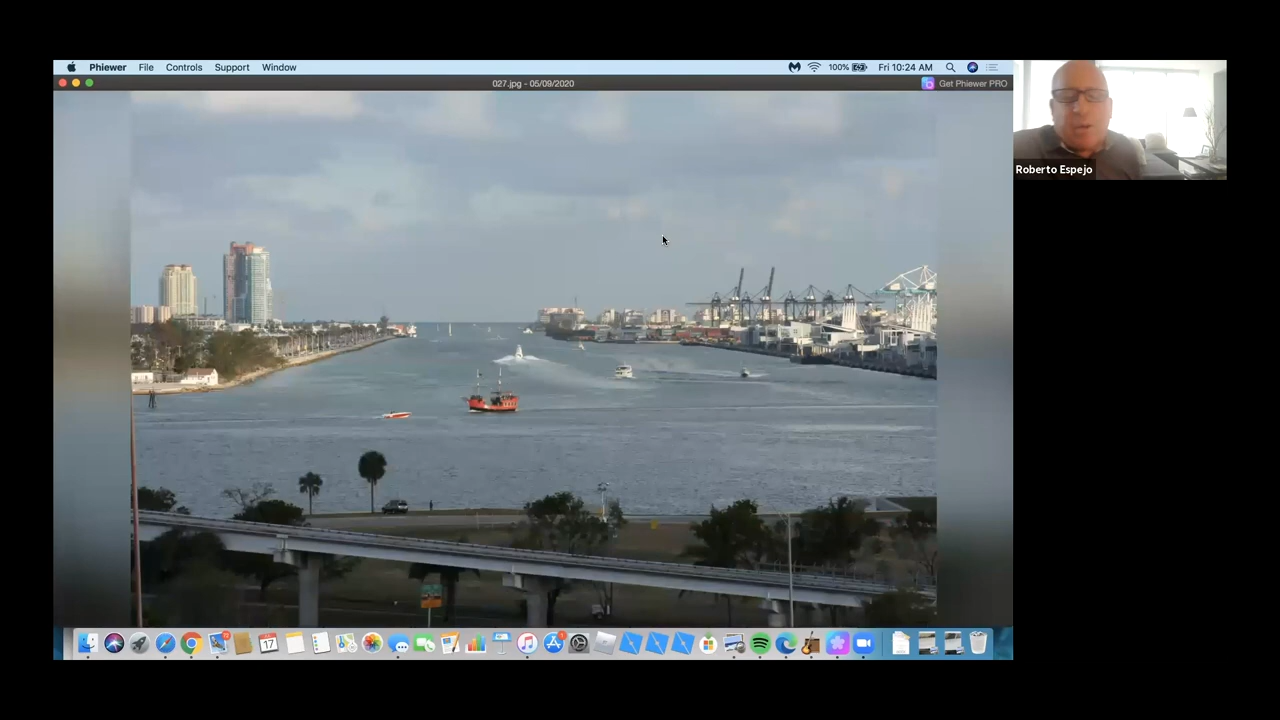 Phiewer File Controls Support Window 100% Fri 10:24 AM
027.jpg - 05/09/2020 Get Phiewer PRO
Roberto Espejo
17